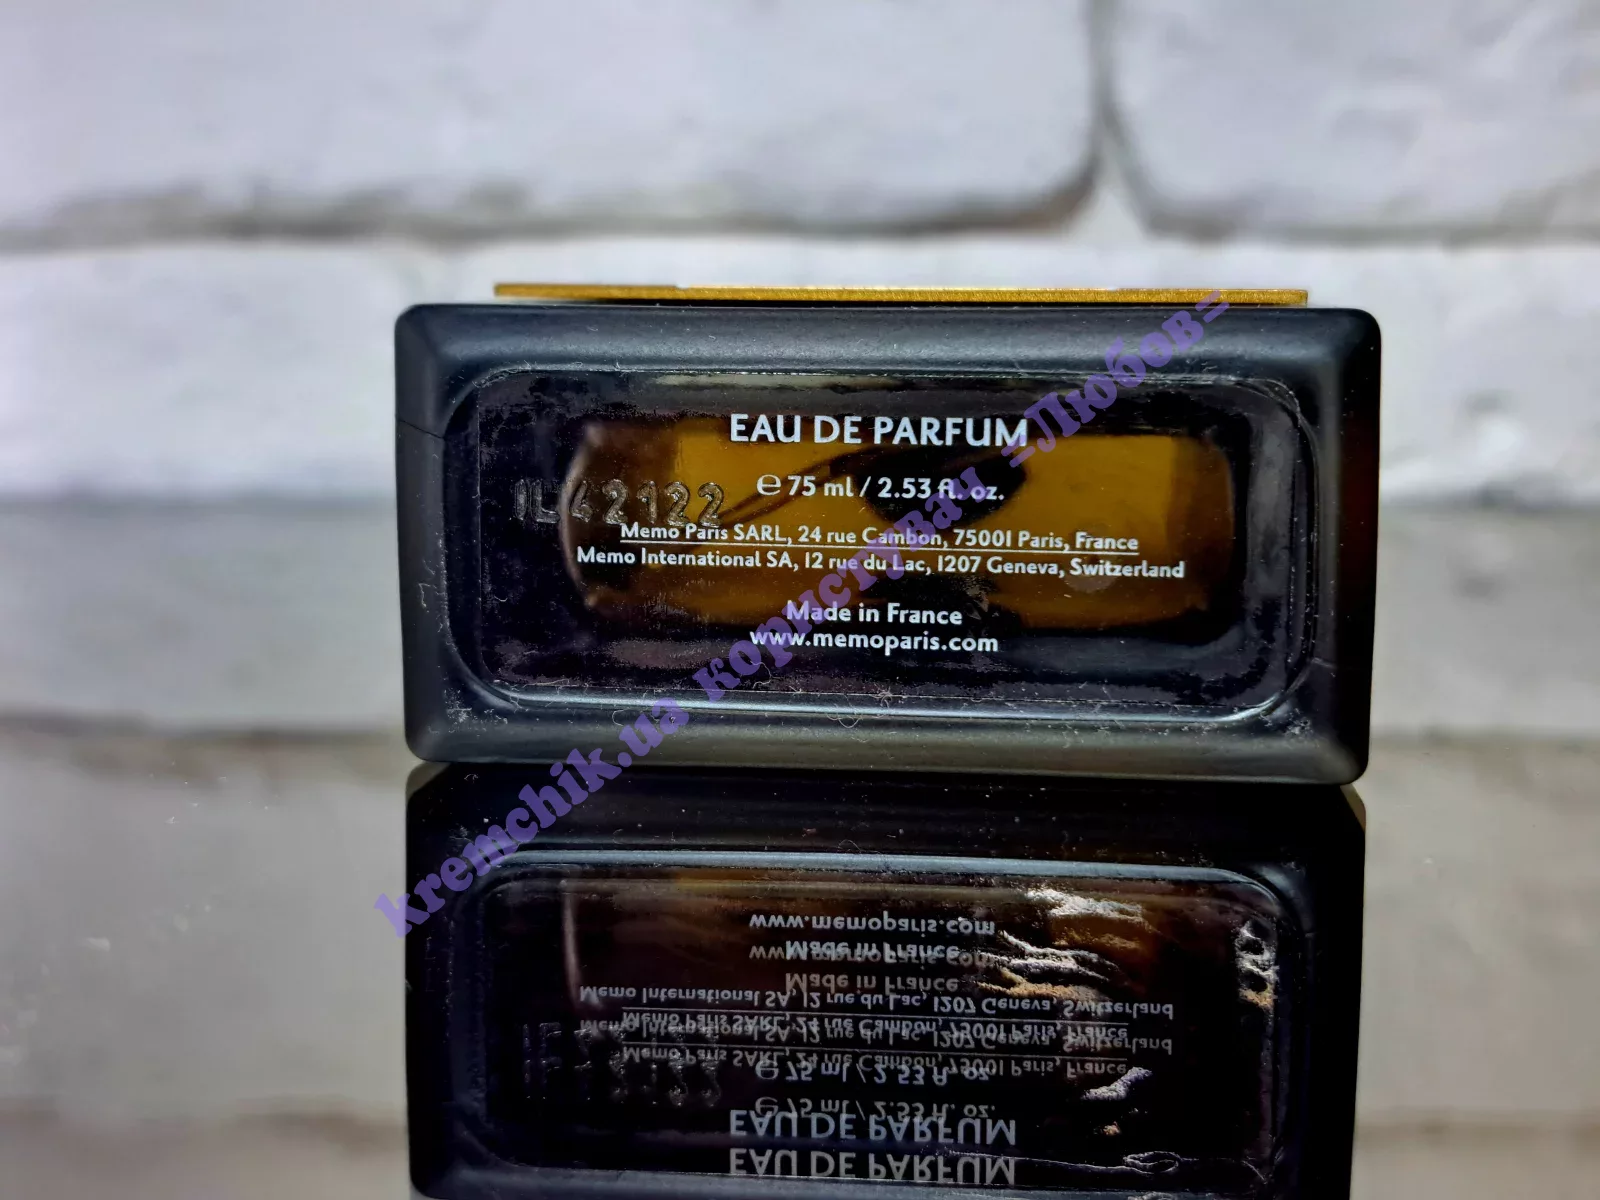 EAU DE PARFUM
℮ 75 ml / 2.53 fl. oz.
IL42122
Memo Paris SARL, 24 rue Cambon, 75001 Paris, France
Memo International SA, 12 rue du Lac, 1207 Geneva, Switzerland
Made in France
www.memoparis.com
kremchik.ua користувач =Любов=